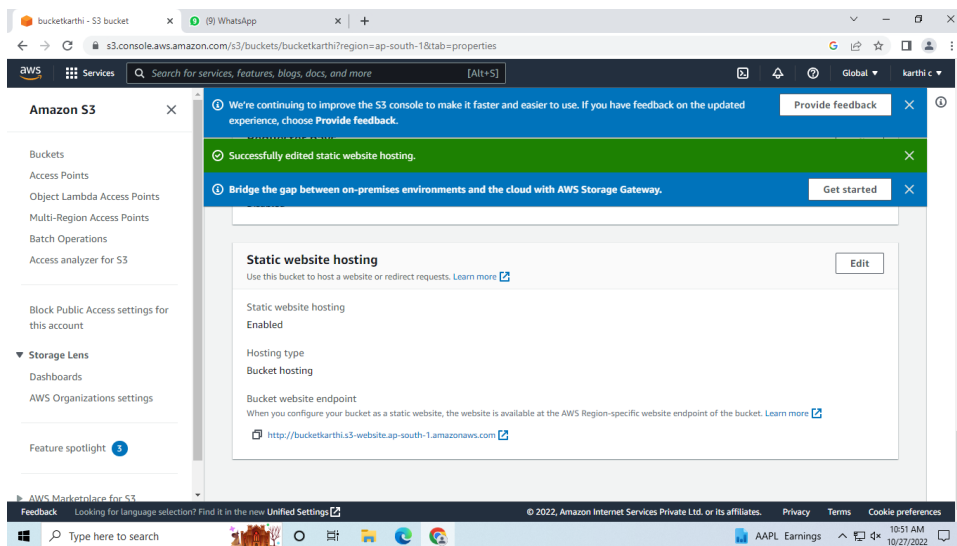 bucketkarthi - S3 bucket
(9) WhatsApp
s3.console.aws.amazon.com/s3/buckets/bucketkarthi?region=ap-south-1&tab=properties
aws
Services
Search for services, features, blogs, docs, and more
[Alt+S]
Global
karthi c
Amazon S3
Buckets
Access Points
Object Lambda Access Points
Multi-Region Access Points
Batch Operations
Access analyzer for S3
Block Public Access settings for
this account
Storage Lens
Dashboards
AWS Organizations settings
Feature spotlight 3
AWS Marketplace for S3
We're continuing to improve the S3 console to make it faster and easier to use. If you have feedback on the updated
experience, choose Provide feedback.
Provide feedback
Successfully edited static website hosting.
Bridge the gap between on-premises environments and the cloud with AWS Storage Gateway.
Get started
Static website hosting
Edit
Use this bucket to host a website or redirect requests. Learn more
Static website hosting
Enabled
Hosting type
Bucket hosting
Bucket website endpoint
When you configure your bucket as a static website, the website is available at the AWS Region-specific website endpoint of the bucket. Learn more
http://bucketkarthi.s3-website.ap-south-1.amazonaws.com
Feedback
Looking for language selection? Find it in the new Unified Settings
© 2022, Amazon Internet Services Private Ltd. or its affiliates.
Privacy
Terms
Cookie preferences
Type here to search
AAPL Earnings
10:51 AM
10/27/2022